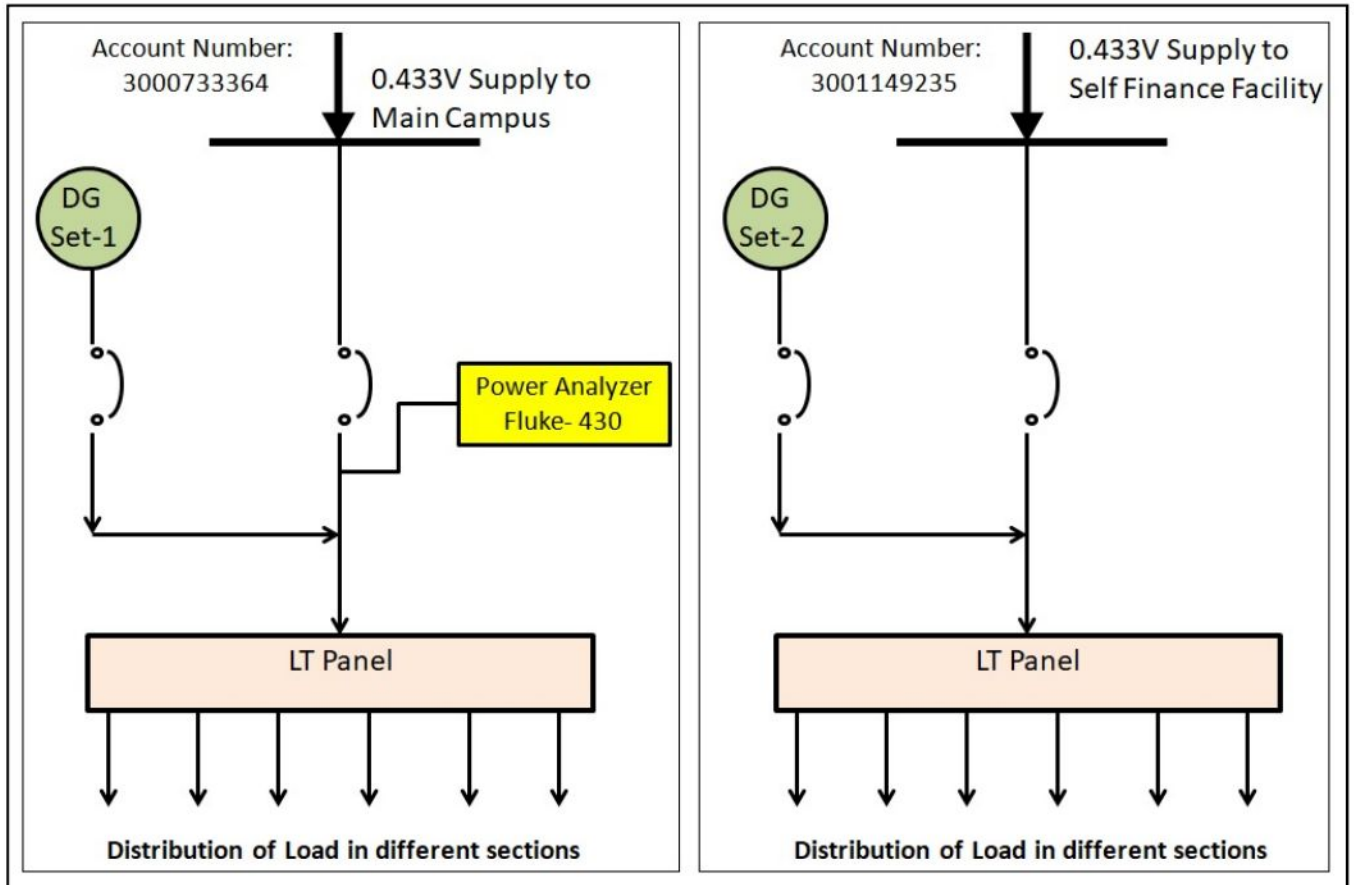 Account Number:
3000733364
0.433V Supply to
Main Campus
DG
Set-1
Power Analyzer
Fluke- 430
LT Panel
Distribution of Load in different sections
Account Number:
3001149235
0.433V Supply to
Self Finance Facility
DG
Set-2
LT Panel
Distribution of Load in different sections